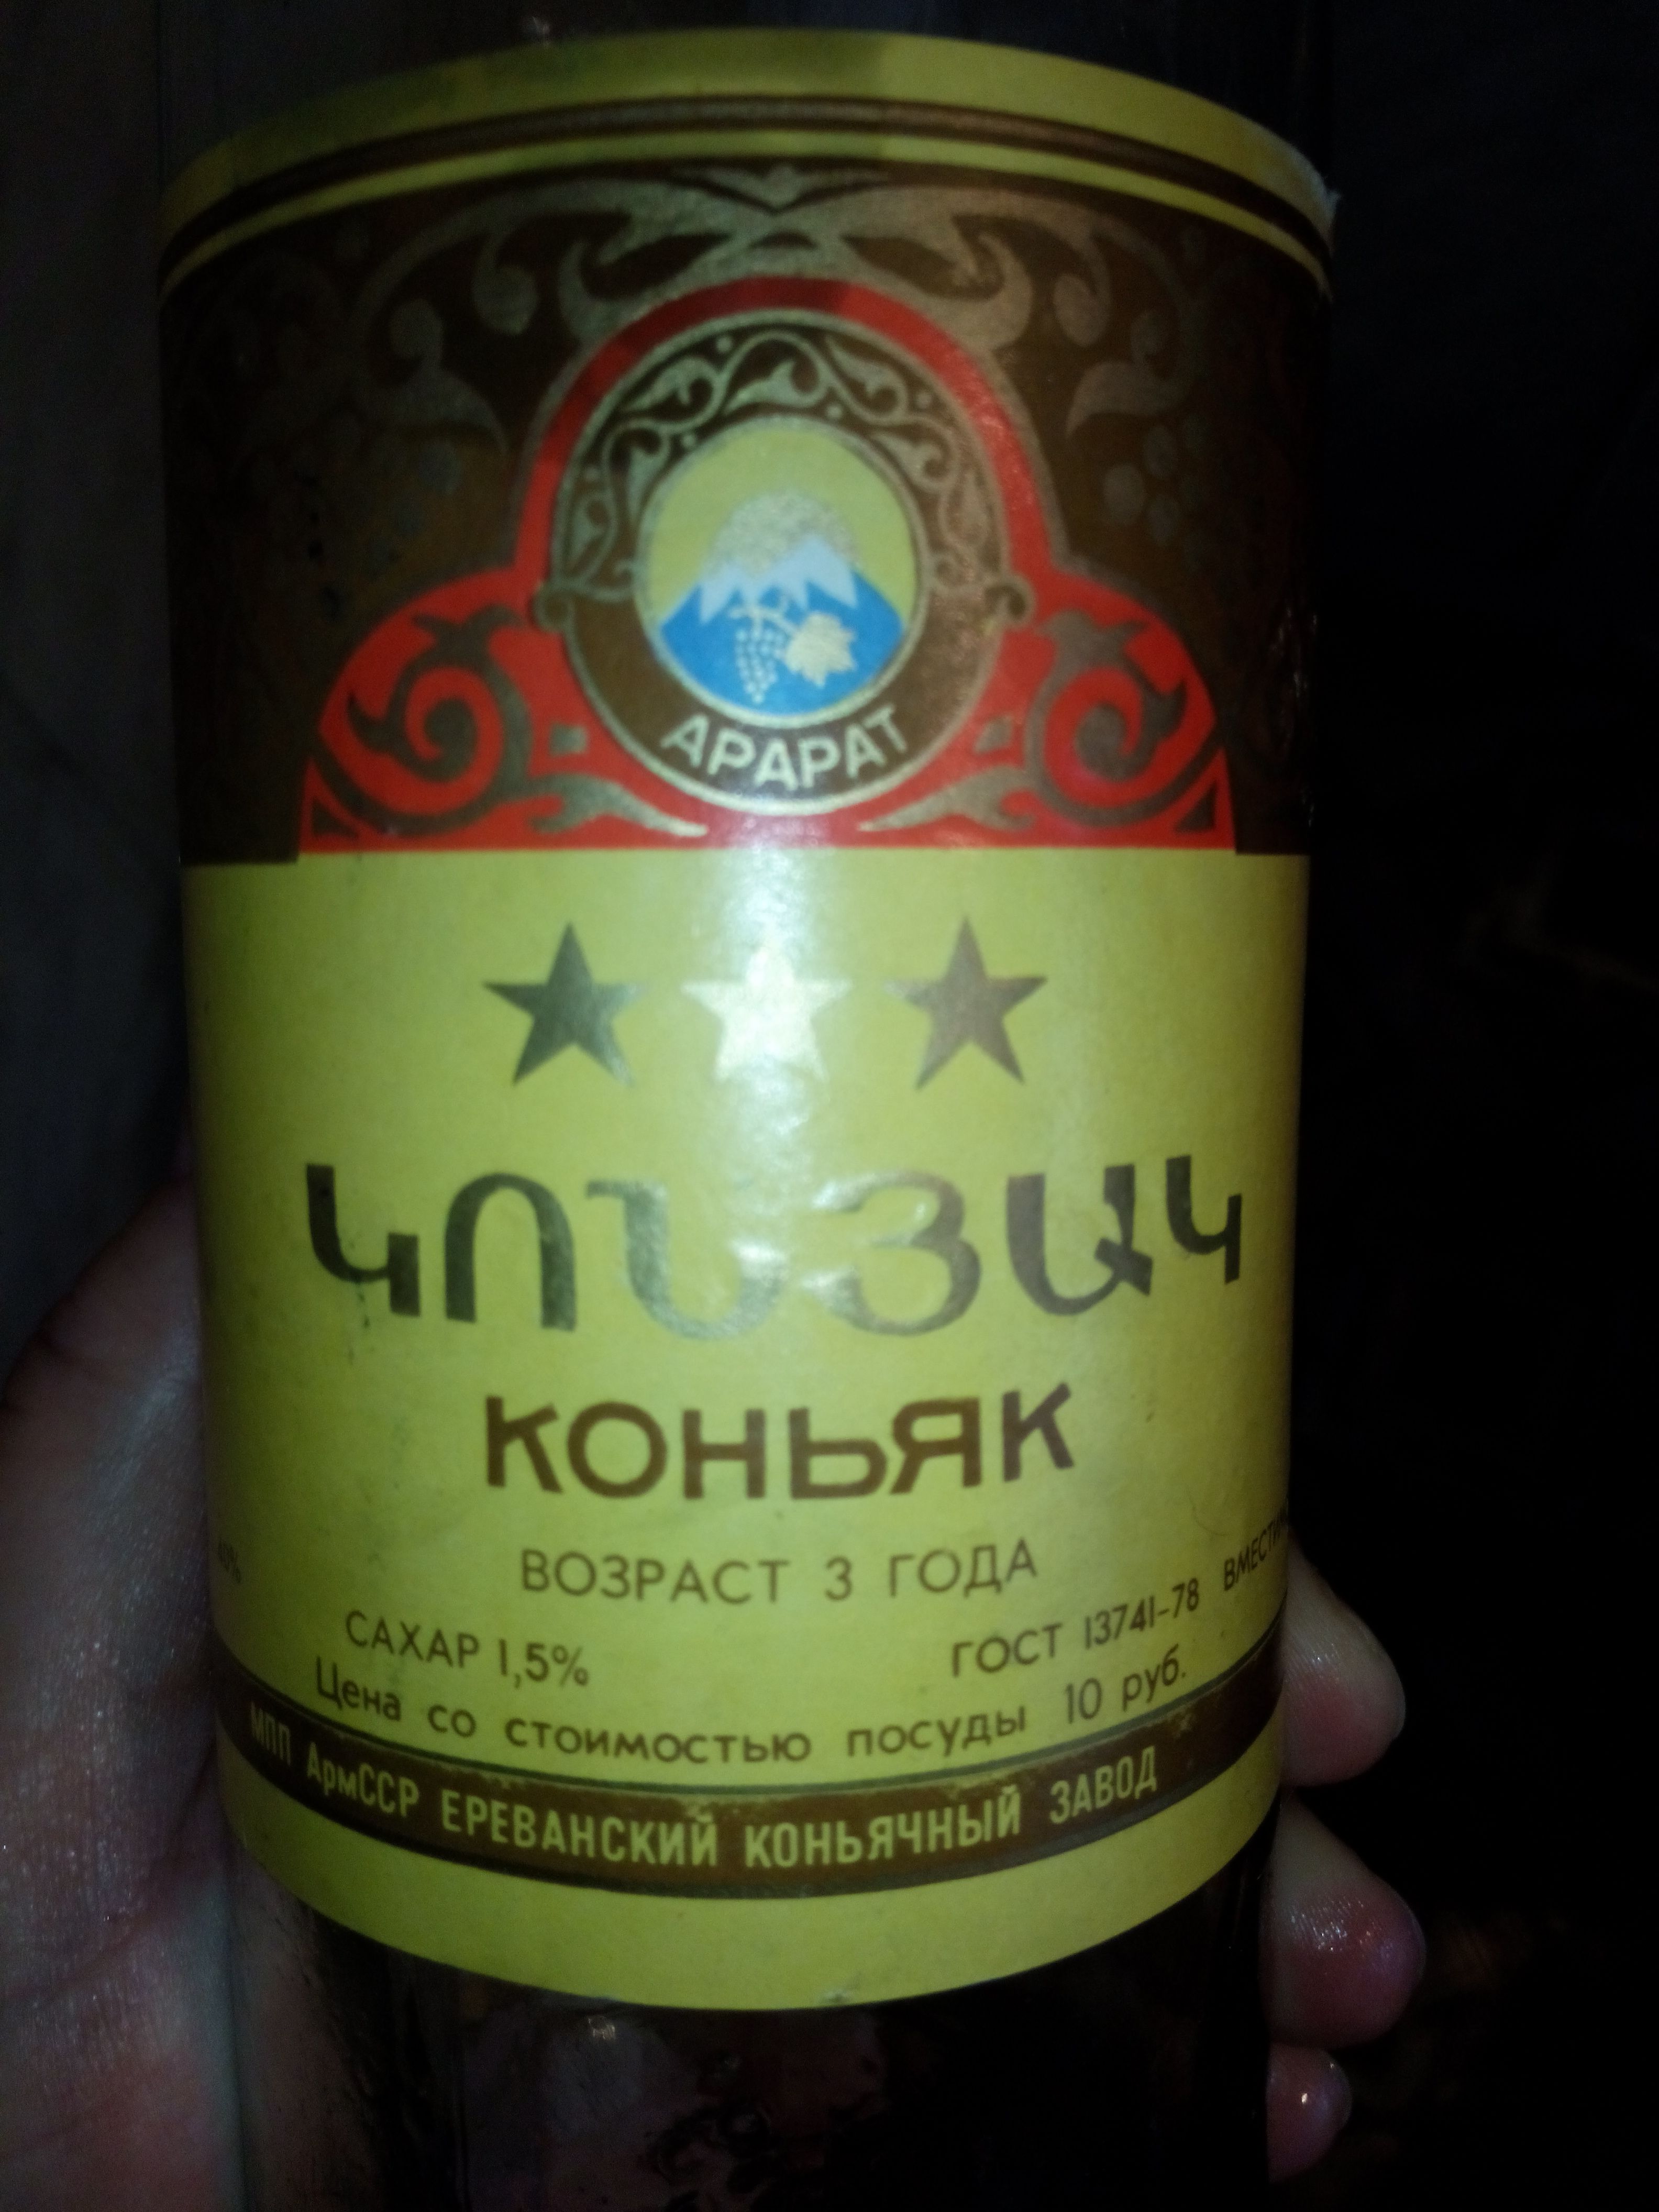 АРАРАТ
ԿՈՆՅԱԿ
КОНЬЯК
ВОЗРАСТ 3 ГОДА
САХАР 1,5% ГОСТ 13741-78
Цена со стоимостью посуды 10 руб.
МПП АрмССР ЕРЕВАНСКИЙ КОНЬЯЧНЫЙ ЗАВОД